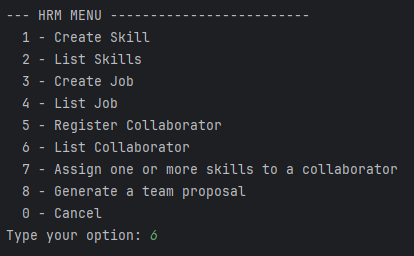 --- HRM MENU -------------------------
1 - Create Skill
2 - List Skills
3 - Create Job
4 - List Job
5 - Register Collaborator
6 - List Collaborator
7 - Assign one or more skills to a collaborator
8 - Generate a team proposal
0 - Cancel
Type your option: 6